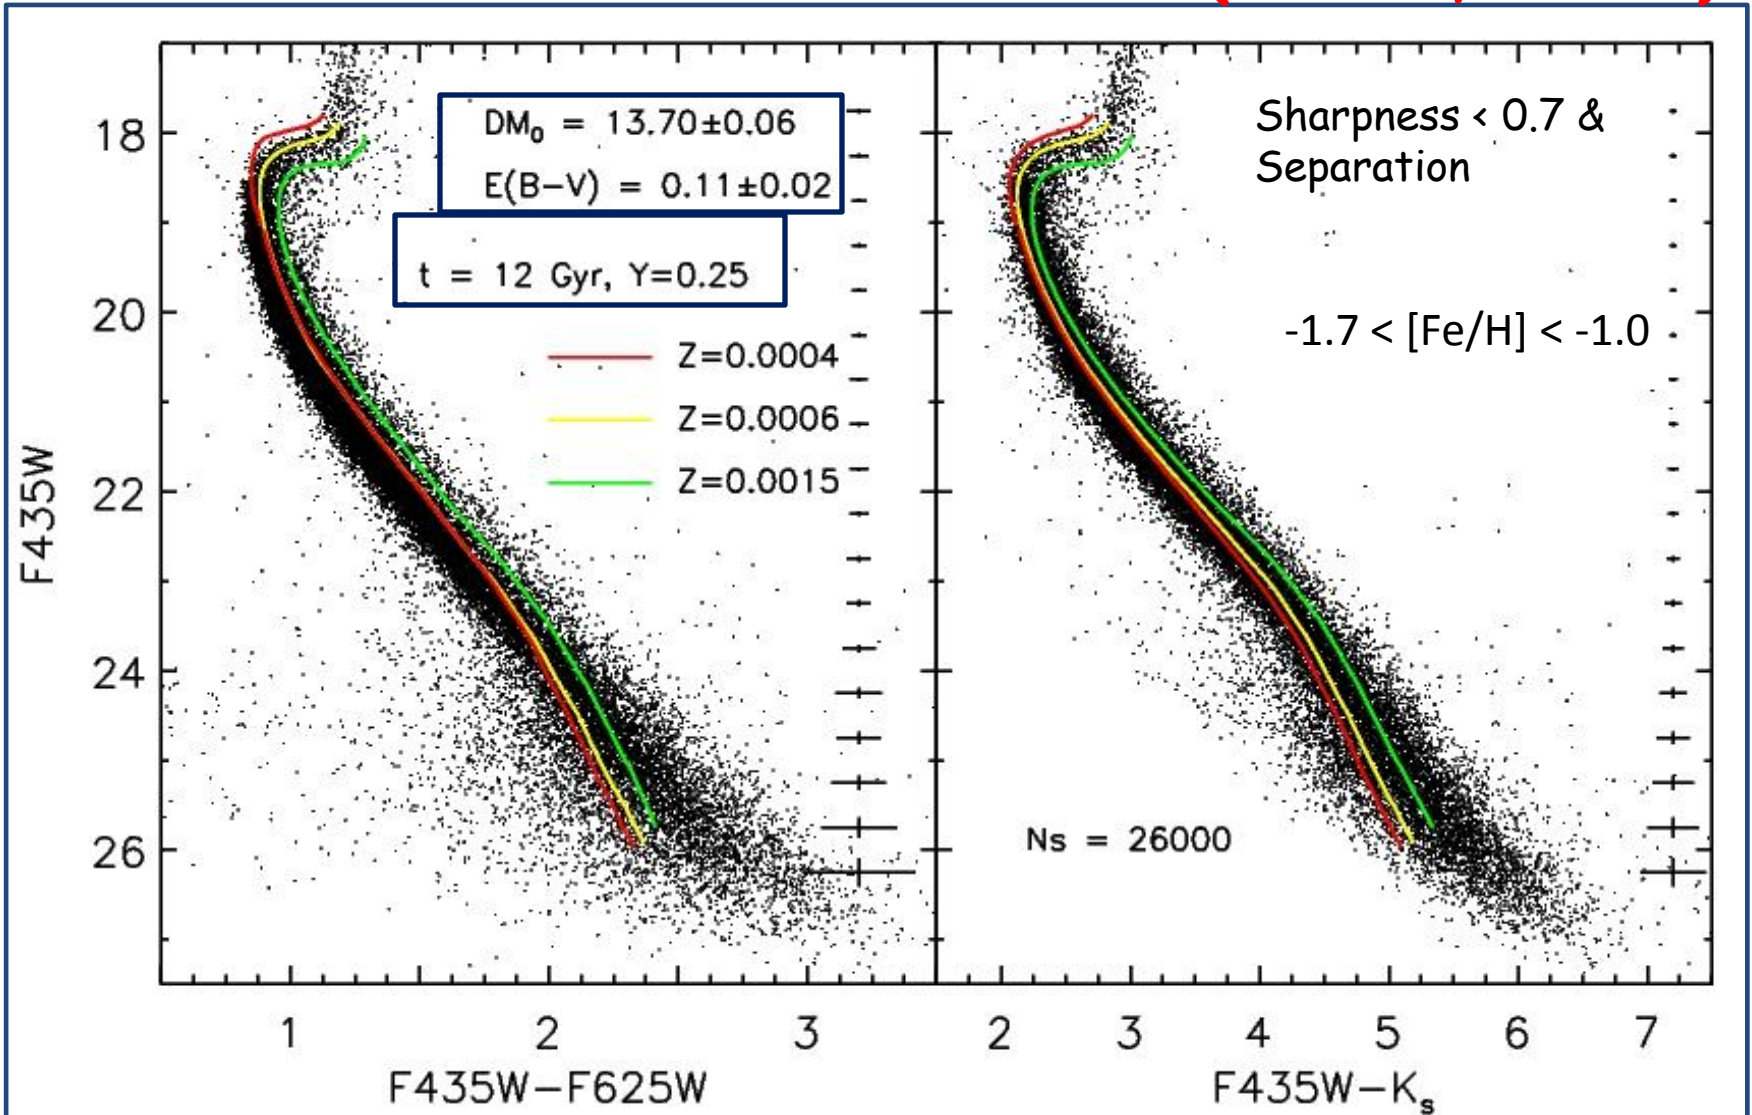 DM₀ = 13.70±0.06
E(B−V) = 0.11±0.02
t = 12 Gyr, Y=0.25
Z=0.0004
Z=0.0006
Z=0.0015
Sharpness < 0.7 &
Separation
-1.7 < [Fe/H] < -1.0
Ns = 26000
F435W
18
20
22
24
26
1 2 3
2 3 4 5 6 7
F435W−F625W
F435W−Kₛ